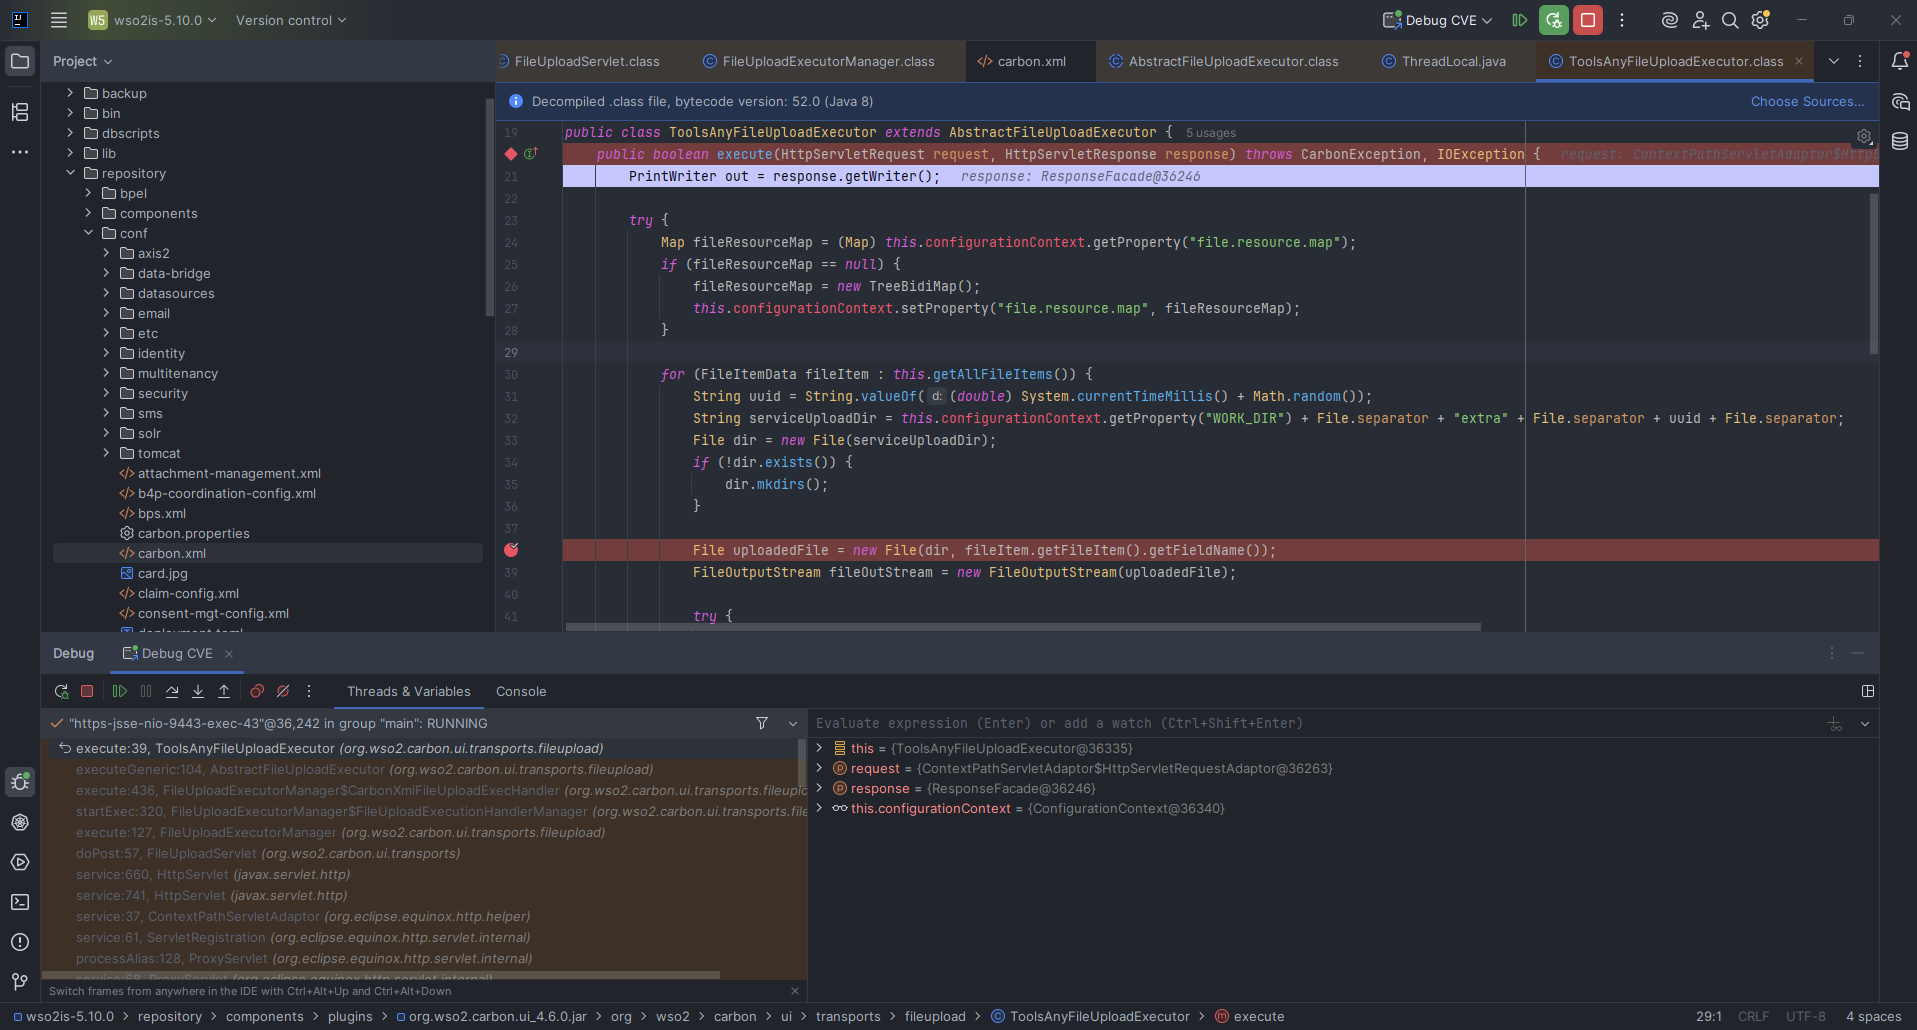 W5 wso2is-5.10.0 Version control Debug CVE
Project
FileUploadServlet.class FileUploadExecutorManager.class carbon.xml AbstractFileUploadExecutor.class ThreadLocal.java ToolsAnyFileUploadExecutor.class
Decompiled .class file, bytecode version: 52.0 (Java 8) Choose Sources...
backup
bin
dbscripts
lib
repository
bpel
components
conf
axis2
data-bridge
datasources
email
etc
identity
multitenancy
security
sms
solr
tomcat
attachment-management.xml
b4p-coordination-config.xml
bps.xml
carbon.properties
carbon.xml
card.jpg
claim-config.xml
consent-mgt-config.xml
19 public class ToolsAnyFileUploadExecutor extends AbstractFileUploadExecutor { 5 usages
public boolean execute(HttpServletRequest request, HttpServletResponse response) throws CarbonException, IOException { request: ContextPathServletAdaptor$HttpS
21 PrintWriter out = response.getWriter(); response: ResponseFacade@36246
22
23 try {
24 Map fileResourceMap = (Map) this.configurationContext.getProperty("file.resource.map");
25 if (fileResourceMap == null) {
26 fileResourceMap = new TreeBidiMap();
27 this.configurationContext.setProperty("file.resource.map", fileResourceMap);
28 }
29
30 for (FileItemData fileItem : this.getAllFileItems()) {
31 String uuid = String.valueOf( d: (double) System.currentTimeMillis() + Math.random());
32 String serviceUploadDir = this.configurationContext.getProperty("WORK_DIR") + File.separator + "extra" + File.separator + uuid + File.separator;
33 File dir = new File(serviceUploadDir);
34 if (!dir.exists()) {
35 dir.mkdirs();
36 }
37
File uploadedFile = new File(dir, fileItem.getFileItem().getFieldName());
39 FileOutputStream fileOutStream = new FileOutputStream(uploadedFile);
40
41 try {
Debug Debug CVE
Threads & Variables Console
"https-jsse-nio-9443-exec-43"@36,242 in group "main": RUNNING
execute:39, ToolsAnyFileUploadExecutor (org.wso2.carbon.ui.transports.fileupload)
executeGeneric:104, AbstractFileUploadExecutor (org.wso2.carbon.ui.transports.fileupload)
execute:436, FileUploadExecutorManager$CarbonXmlFileUploadExecHandler (org.wso2.carbon.ui.transports.fileuplo
startExec:320, FileUploadExecutorManager$FileUploadExecutionHandlerManager (org.wso2.carbon.ui.transports.file
execute:127, FileUploadExecutorManager (org.wso2.carbon.ui.transports.fileupload)
doPost:57, FileUploadServlet (org.wso2.carbon.ui.transports)
service:660, HttpServlet (javax.servlet.http)
service:741, HttpServlet (javax.servlet.http)
service:37, ContextPathServletAdaptor (org.eclipse.equinox.http.helper)
service:61, ServletRegistration (org.eclipse.equinox.http.servlet.internal)
processAlias:128, ProxyServlet (org.eclipse.equinox.http.servlet.internal)
service:68, ProxyServlet (org.eclipse.equinox.http.servlet.internal)
Switch frames from anywhere in the IDE with Ctrl+Alt+Up and Ctrl+Alt+Down
Evaluate expression (Enter) or add a watch (Ctrl+Shift+Enter)
this = {ToolsAnyFileUploadExecutor@36335}
request = {ContextPathServletAdaptor$HttpServletRequestAdaptor@36263}
response = {ResponseFacade@36246}
this.configurationContext = {ConfigurationContext@36340}
wso2is-5.10.0 > repository > components > plugins > org.wso2.carbon.ui_4.6.0.jar > org > wso2 > carbon > ui > transports > fileupload > ToolsAnyFileUploadExecutor > execute 29:1 CRLF UTF-8 4 spaces